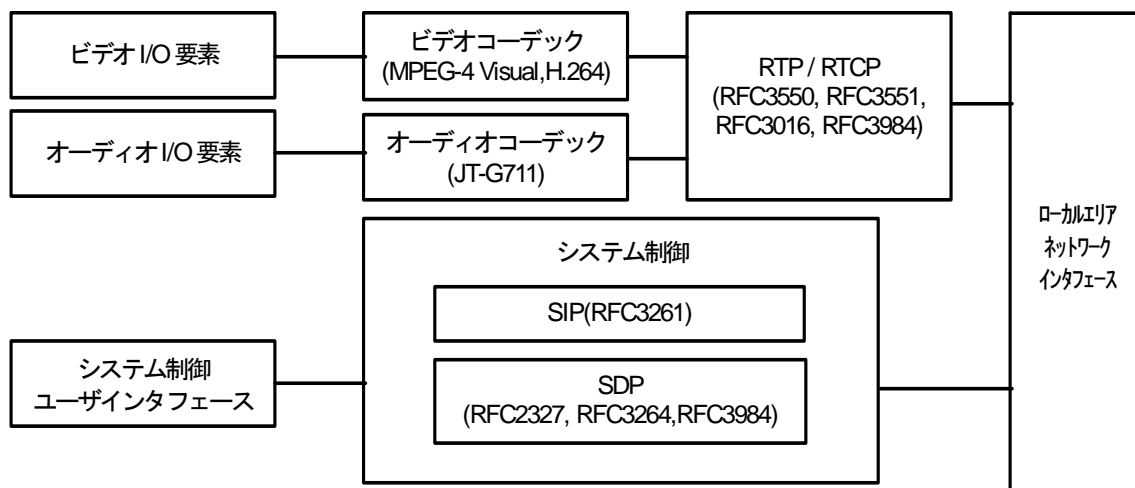 ビデオ I/O 要素
ビデオコーデック
(MPEG-4 Visual,H.264)
RTP / RTCP
(RFC3550, RFC3551,
RFC3016, RFC3984)
オーディオ I/O 要素
オーディオコーデック
(JT-G711)
ローカルエリア
ネットワーク
インタフェース
システム制御
SIP(RFC3261)
SDP
(RFC2327, RFC3264,RFC3984)
システム制御
ユーザインタフェース